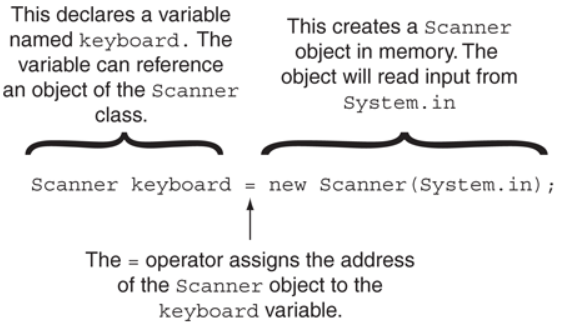 This declares a variable
named keyboard. The
variable can reference
an object of the Scanner
class.
This creates a Scanner
object in memory. The
object will read input from
System.in
Scanner keyboard = new Scanner(System.in);
The = operator assigns the address
of the Scanner object to the
keyboard variable.